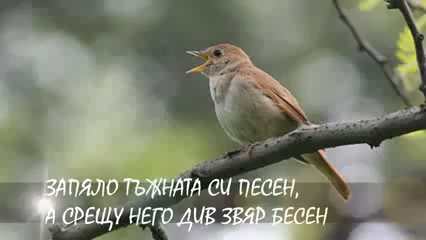 ЗАПЯЛО ТЪЖНАТА СИ ПЕСЕН,
А СРЕЩУ НЕГО ДИВ ЗВЯР БЕСЕН